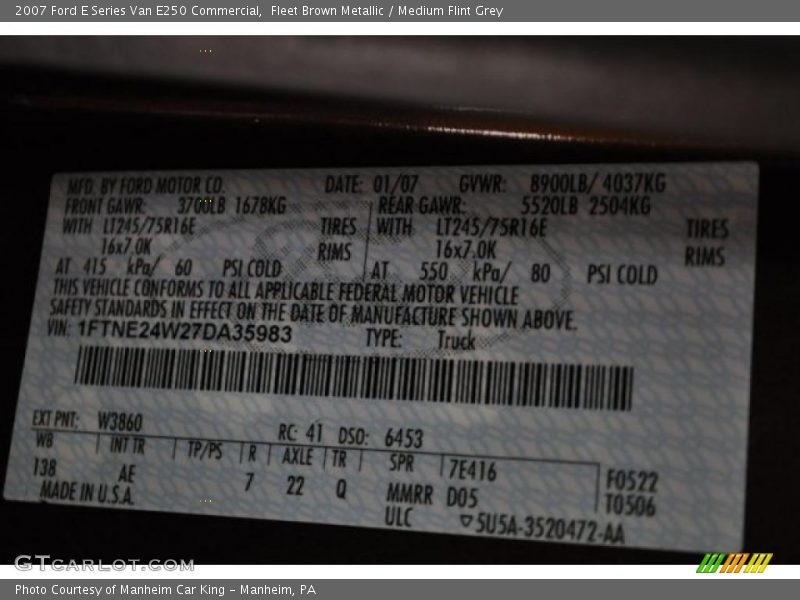 2007 Ford E Series Van E250 Commercial,  Fleet Brown Metallic / Medium Flint Grey
MFD. BY FORD MOTOR CO. DATE: 01/07 GVWR: 8900LB/ 4037KG
FRONT GAWR: 3700LB 1678KG REAR GAWR: 5520LB 2504KG
WITH LT245/75R16E TIRES WITH LT245/75R16E TIRES
16x7.0K RIMS 16x7.0K RIMS
AT 415 kPa/ 60 PSI COLD AT 550 kPa/ 80 PSI COLD
THIS VEHICLE CONFORMS TO ALL APPLICABLE FEDERAL MOTOR VEHICLE
SAFETY STANDARDS IN EFFECT ON THE DATE OF MANUFACTURE SHOWN ABOVE.
VIN: 1FTNE24W27DA35983 TYPE: Truck
EXT PNT: W3860 RC: 41 DSO: 6453
WB INT TR TP/PS R AXLE TR SPR 7E416 F0522
138 AE 7 22 Q MMRR D05 T0506
MADE IN U.S.A. ULC 5U5A-3520472-AA
GTcarlot.com
Photo Courtesy of Manheim Car King - Manheim, PA